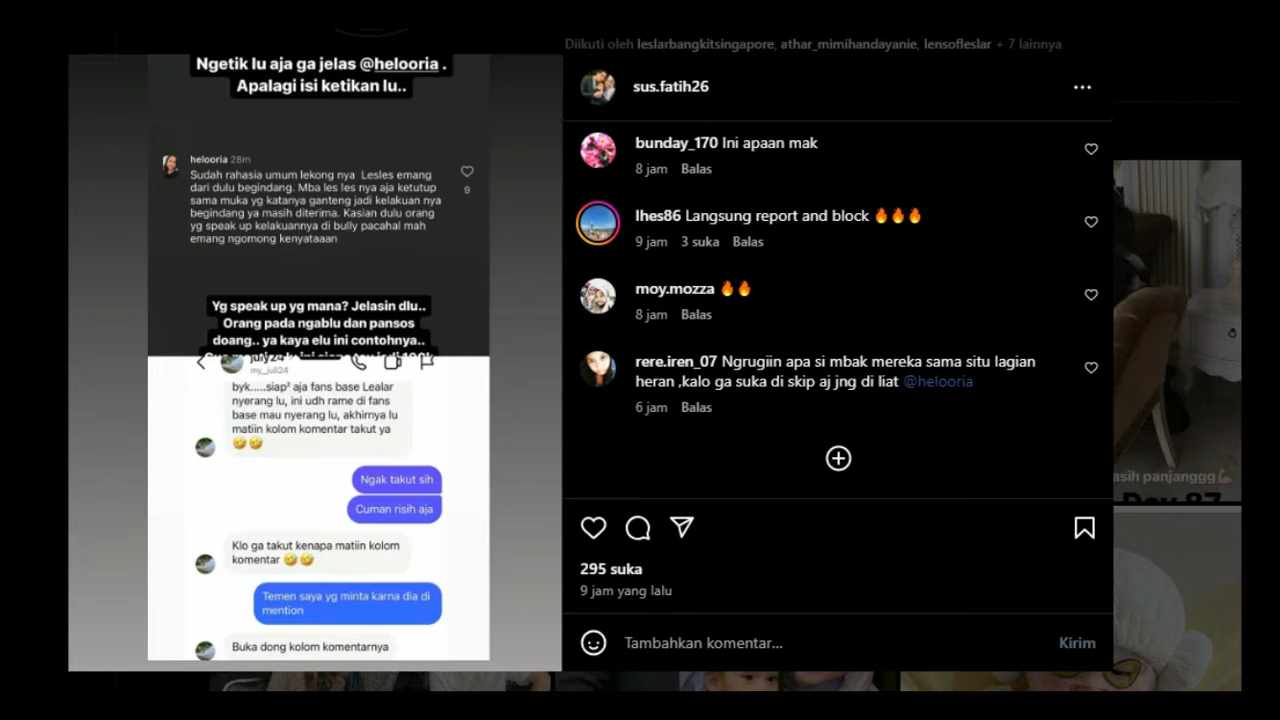 Ngetik lu aja ga jelas @helooria .
Apalagi isi ketikan lu..
helooria 28m
Sudah rahasia umum lekong nya Lesles emang
dari dulu begindang. Mba les les nya aja ketutup
sama muka yg katanya ganteng jadi kelakuan nya
begindang ya masih diterima. Kasian dulu orang
yg speak up kelakuannya di bully pacahal mah
emang ngomong kenyataaan
9
Yg speak up yg mana? Jelasin dlu..
Orang pada ngablu dan pansos
doang.. ya kaya elu ini contohnya..
my_juli24
byk.....siap² aja fans base Lealar
nyerang lu, ini udh rame di fans
base mau nyerang lu, akhirnya lu
matiin kolom komentar takut ya
🤣🤣
Ngak takut sih
Cuman risih aja
Klo ga takut kenapa matiin kolom
komentar 🤣🤣
Temen saya yg minta karna dia di
mention
Buka dong kolom komentarnya
Diikuti oleh leslarbangkitsingapore, athar_mimihandayanie, lensofleslar + 7 lainnya
sus.fatih26
bunday_170 Ini apaan mak
8 jam Balas
lhes86 Langsung report and block 🔥🔥🔥
9 jam 3 suka Balas
moy.mozza 🔥🔥
8 jam Balas
rere.iren_07 Ngrugiin apa si mbak mereka sama situ lagian
heran ,kalo ga suka di skip aj jng di liat @helooria
6 jam Balas
295 suka
9 jam yang lalu
Tambahkan komentar...
Kirim
asih panjanggg💪
Day 87